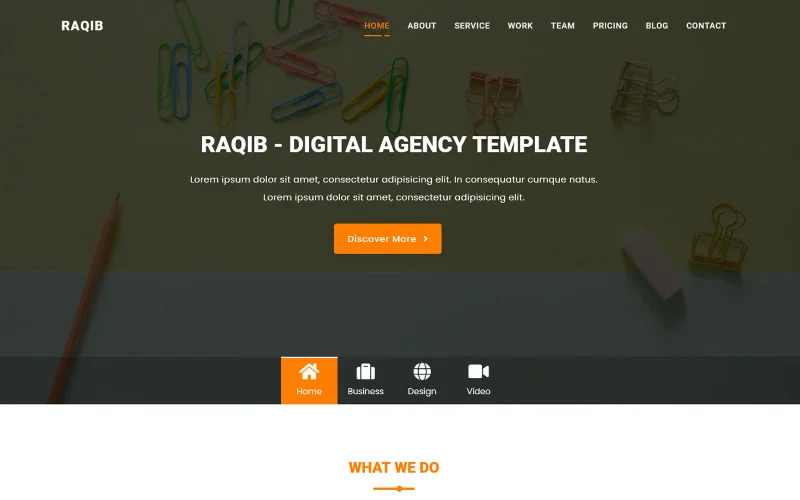 RAQIB
HOME ABOUT SERVICE WORK TEAM PRICING BLOG CONTACT
RAQIB - DIGITAL AGENCY TEMPLATE
Lorem ipsum dolor sit amet, consectetur adipisicing elit. In consequatur cumque natus.
Lorem ipsum dolor sit amet, consectetur adipisicing elit.
Discover More
Home Business Design Video
WHAT WE DO